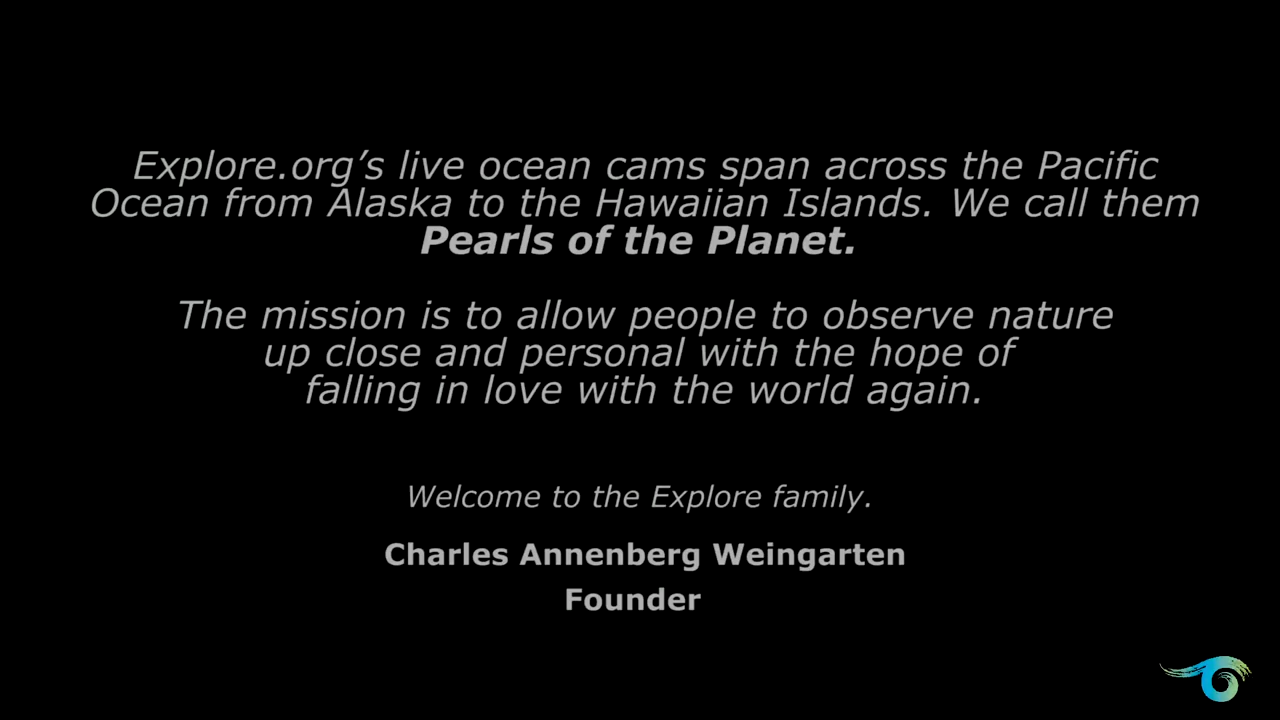 Explore.org’s live ocean cams span across the Pacific
Ocean from Alaska to the Hawaiian Islands. We call them
Pearls of the Planet.
The mission is to allow people to observe nature
up close and personal with the hope of
falling in love with the world again.
Welcome to the Explore family.
Charles Annenberg Weingarten
Founder